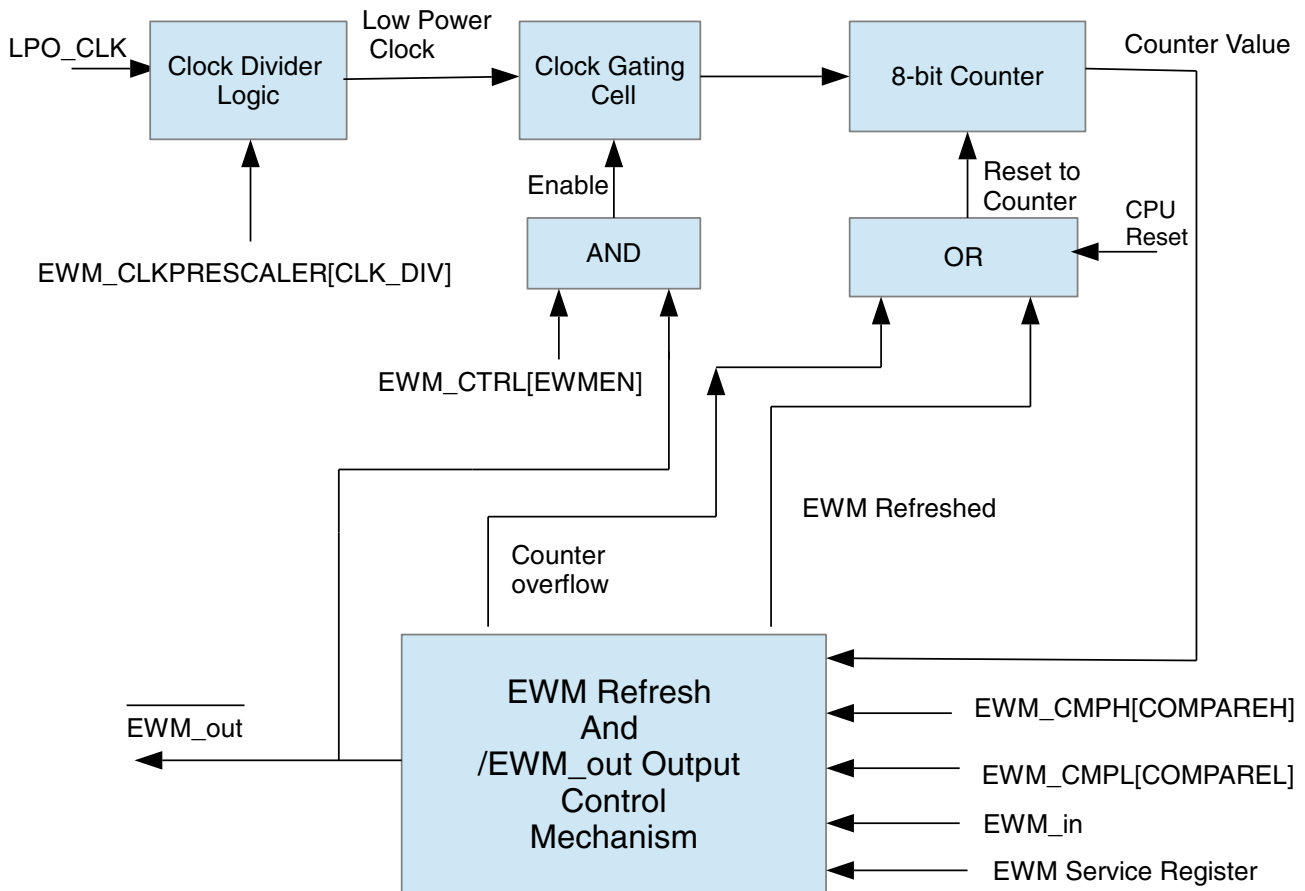 LPO_CLK
Clock Divider
Logic
Low Power
Clock
Clock Gating
Cell
8-bit Counter
Counter Value
Enable
Reset to
Counter
CPU
Reset
AND
OR
EWM_CLKPRESCALER[CLK_DIV]
EWM_CTRL[EWMEN]
EWM Refreshed
Counter
overflow
EWM_out
EWM Refresh
And
/EWM_out Output
Control
Mechanism
EWM_CMPH[COMPAREH]
EWM_CMPL[COMPAREL]
EWM_in
EWM Service Register